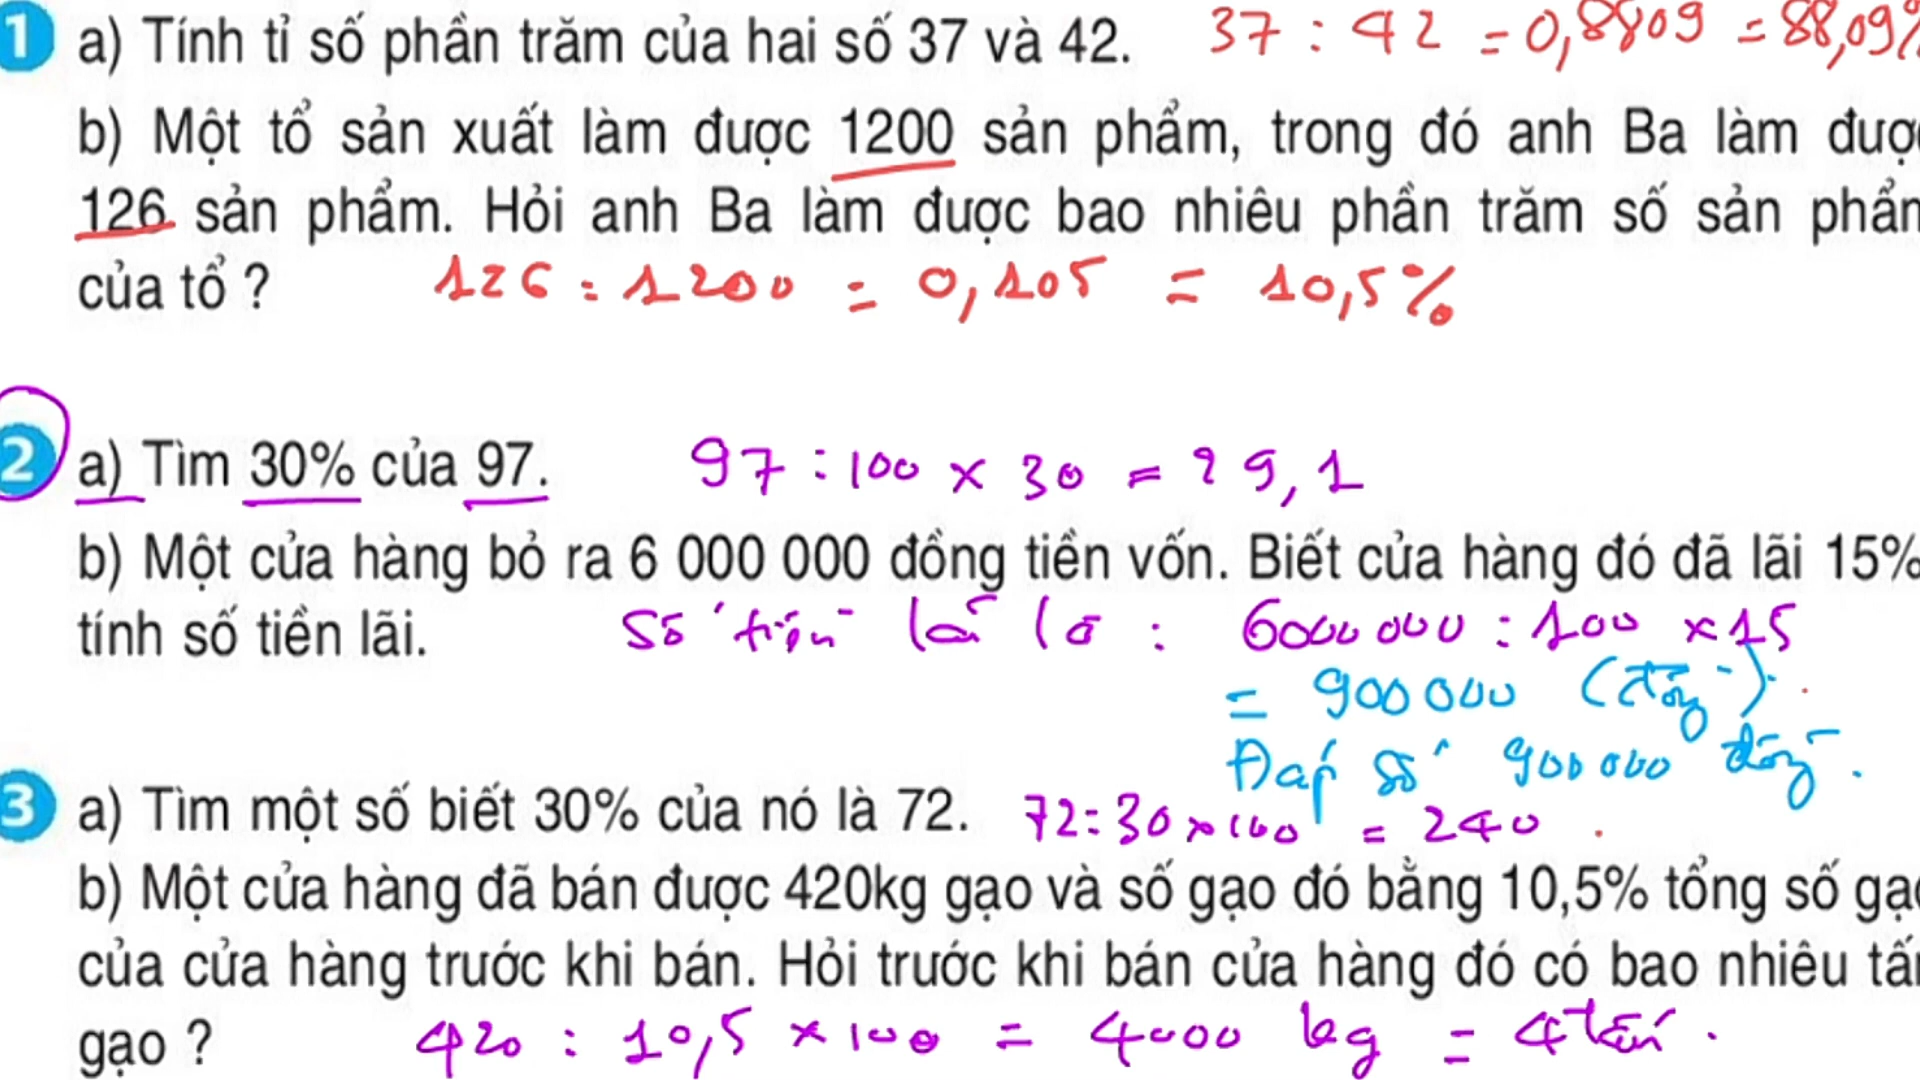 1 a) Tính tỉ số phần trăm của hai số 37 và 42. 37 : 42 = 0,8809 = 88,09%
b) Một tổ sản xuất làm được 1200 sản phẩm, trong đó anh Ba làm đượ
126 sản phẩm. Hỏi anh Ba làm được bao nhiêu phần trăm số sản phẩm
của tổ ? 126 : 1200 = 0,105 = 10,5%
2 a) Tìm 30% của 97. 97 : 100 x 30 = 29,1
b) Một cửa hàng bỏ ra 6 000 000 đồng tiền vốn. Biết cửa hàng đó đã lãi 15%
tính số tiền lãi. Số tiền lãi là : 6000 000 : 100 x 15
= 900 000 (đồng).
Đáp số 900 000 đồng.
3 a) Tìm một số biết 30% của nó là 72. 72 : 30 x 100 = 240 .
b) Một cửa hàng đã bán được 420kg gạo và số gạo đó bằng 10,5% tổng số gạ
của cửa hàng trước khi bán. Hỏi trước khi bán cửa hàng đó có bao nhiêu tấ
gạo ? 420 : 10,5 x 100 = 4000 kg = 4 tấn .